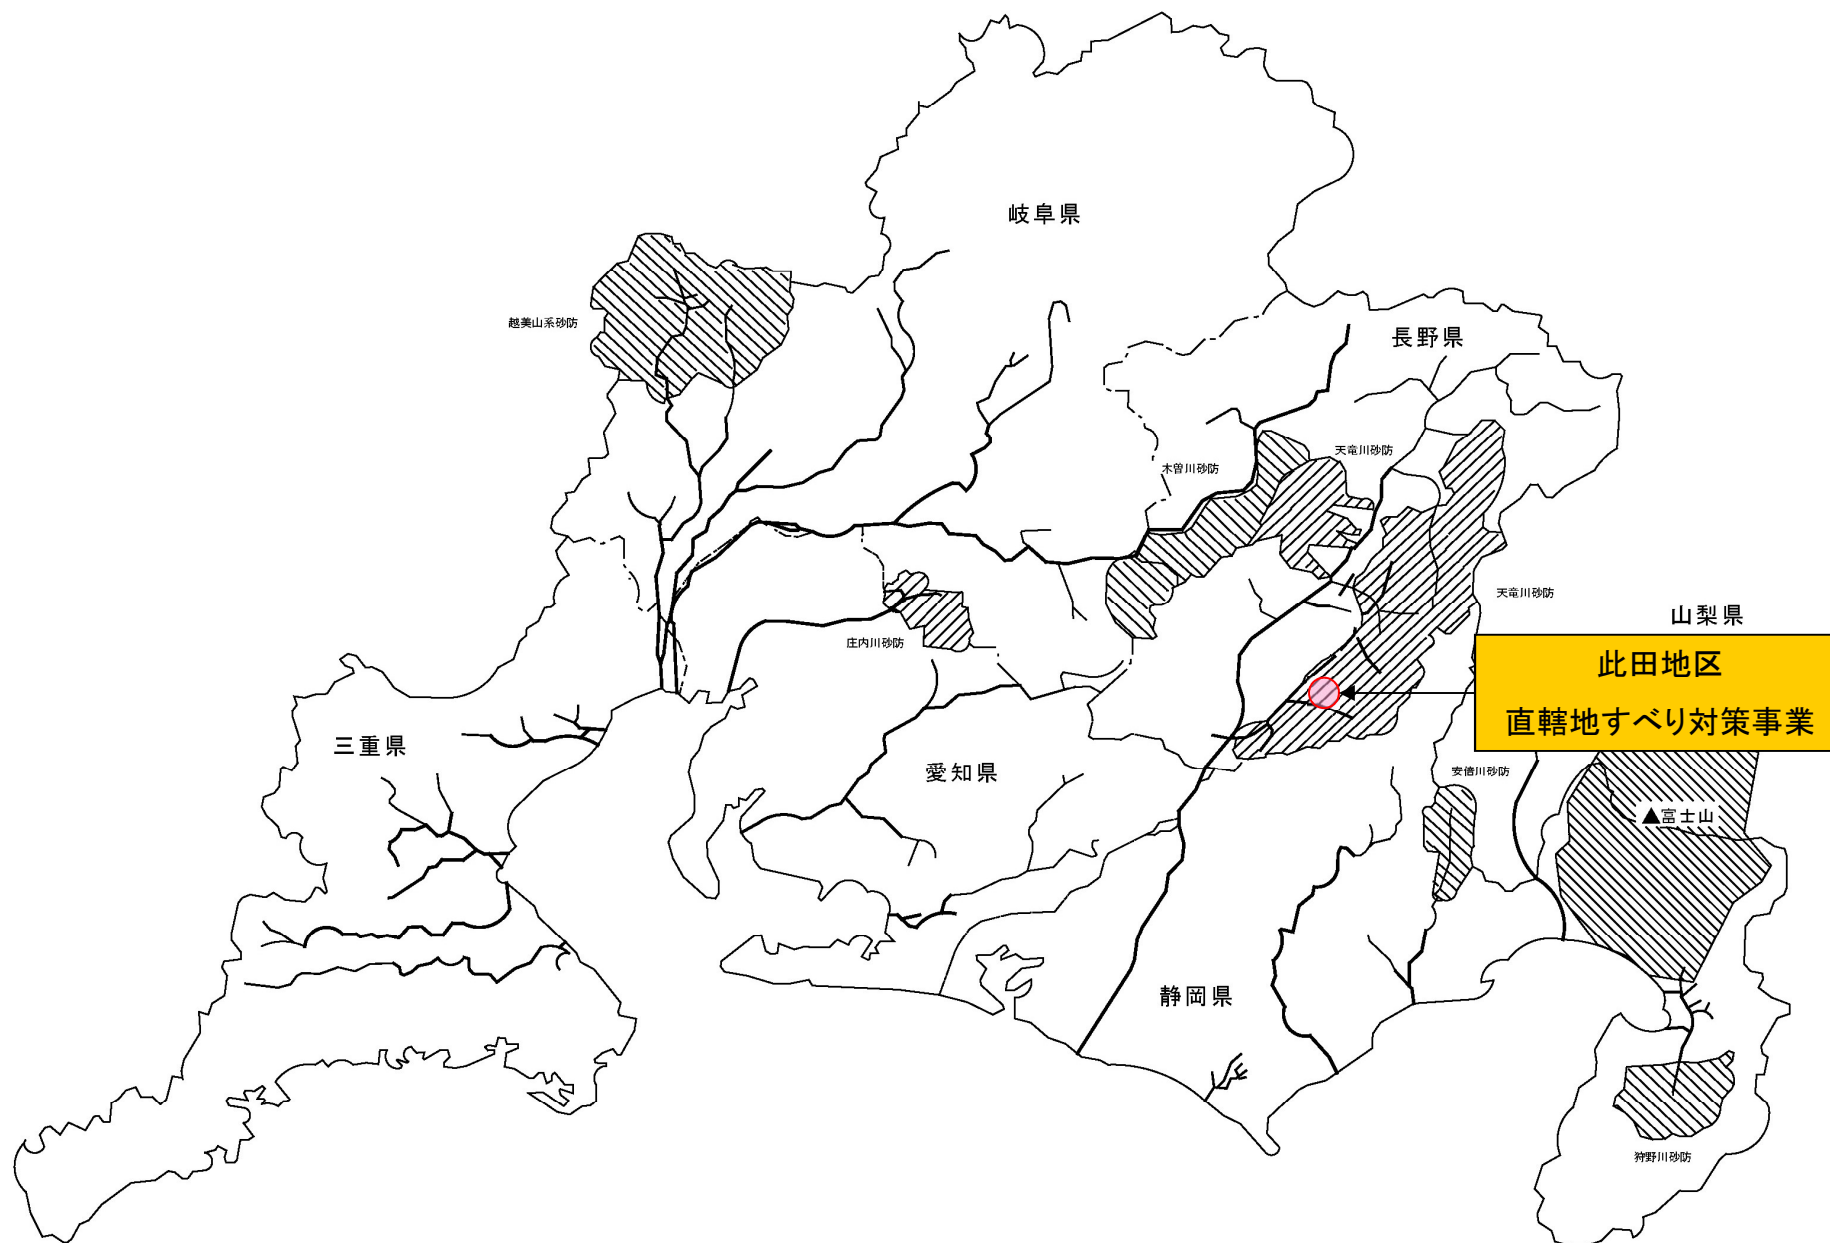 岐阜県
越美山系砂防
長野県
天竜川砂防
木曽川砂防
天竜川砂防
山梨県
庄内川砂防
此田地区
直轄地すべり対策事業
三重県
愛知県
安倍川砂防
▲富士山
静岡県
狩野川砂防